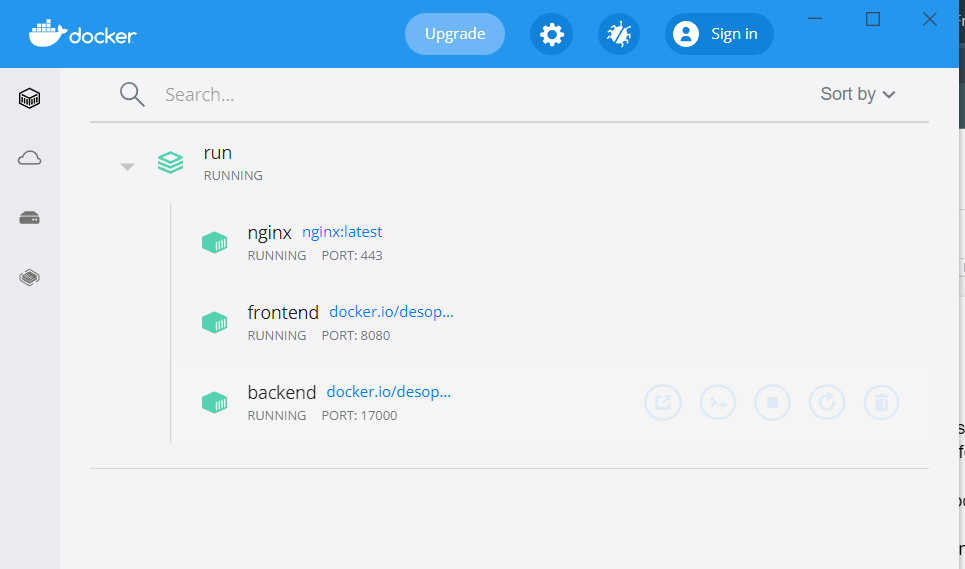 docker
Upgrade
Sign in
Search...
Sort by
run
RUNNING
nginx nginx:latest
RUNNING PORT: 443
frontend docker.io/desop...
RUNNING PORT: 8080
backend docker.io/desop...
RUNNING PORT: 17000